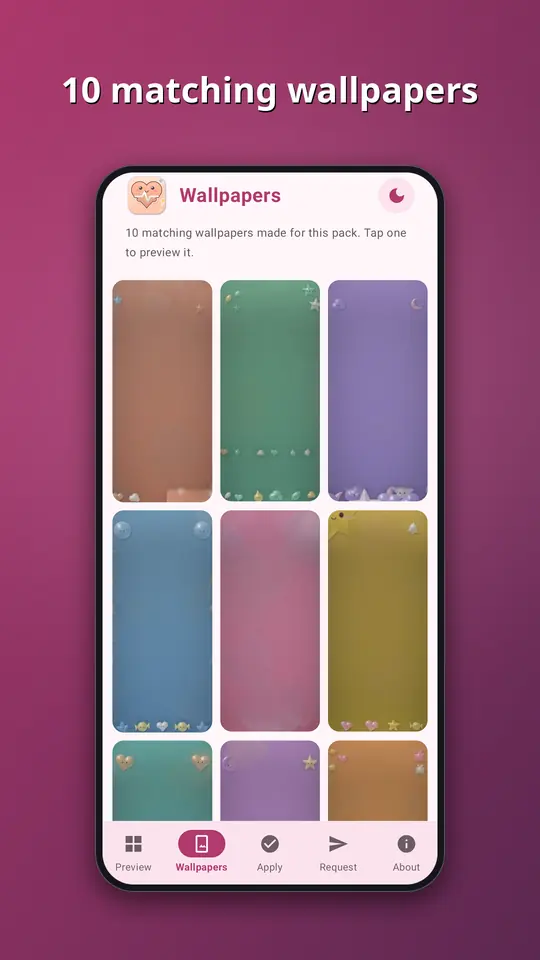 10 matching wallpapers
Wallpapers
10 matching wallpapers made for this pack. Tap one
to preview it.
Preview
Wallpapers
Apply
Request
About